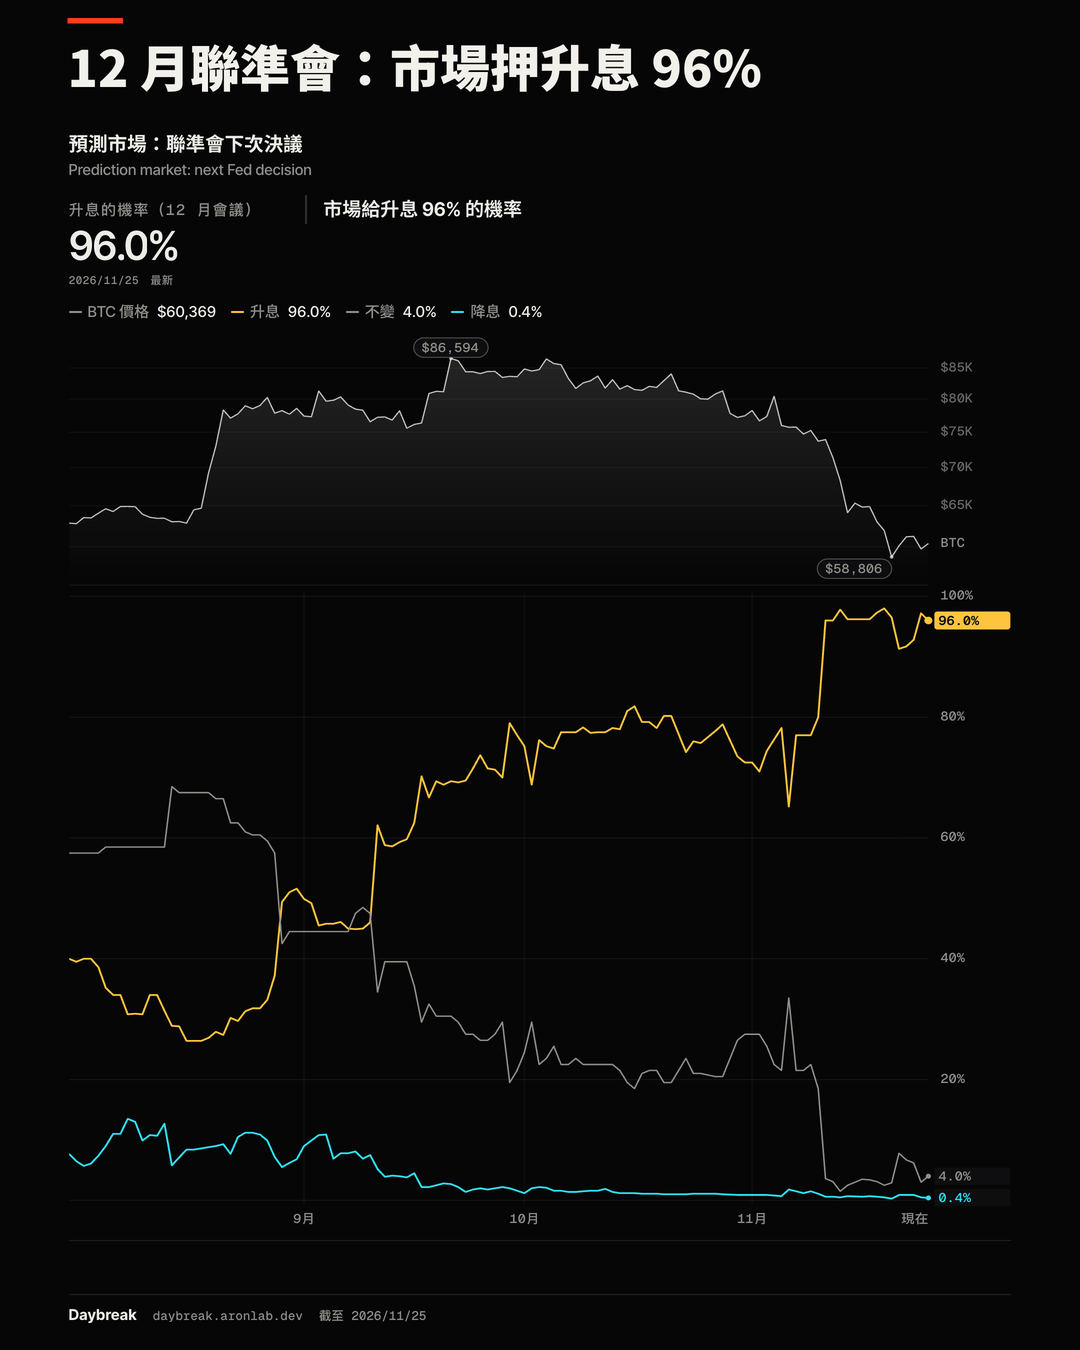 12 月聯準會：市場押升息 96%
預測市場：聯準會下次決議
Prediction market: next Fed decision
升息的機率 (12 月會議)
市場給升息 96% 的機率
96.0%
2026/11/25 最新
BTC 價格 $60,369 升息 96.0% 不變 4.0% 降息 0.4%
$86,594
$85K
$80K
$75K
$70K
$65K
BTC
$58,806
100%
96.0%
80%
60%
40%
20%
4.0%
0.4%
9月 10月 11月 現在
Daybreak daybreak.aronlab.dev 截至 2026/11/25